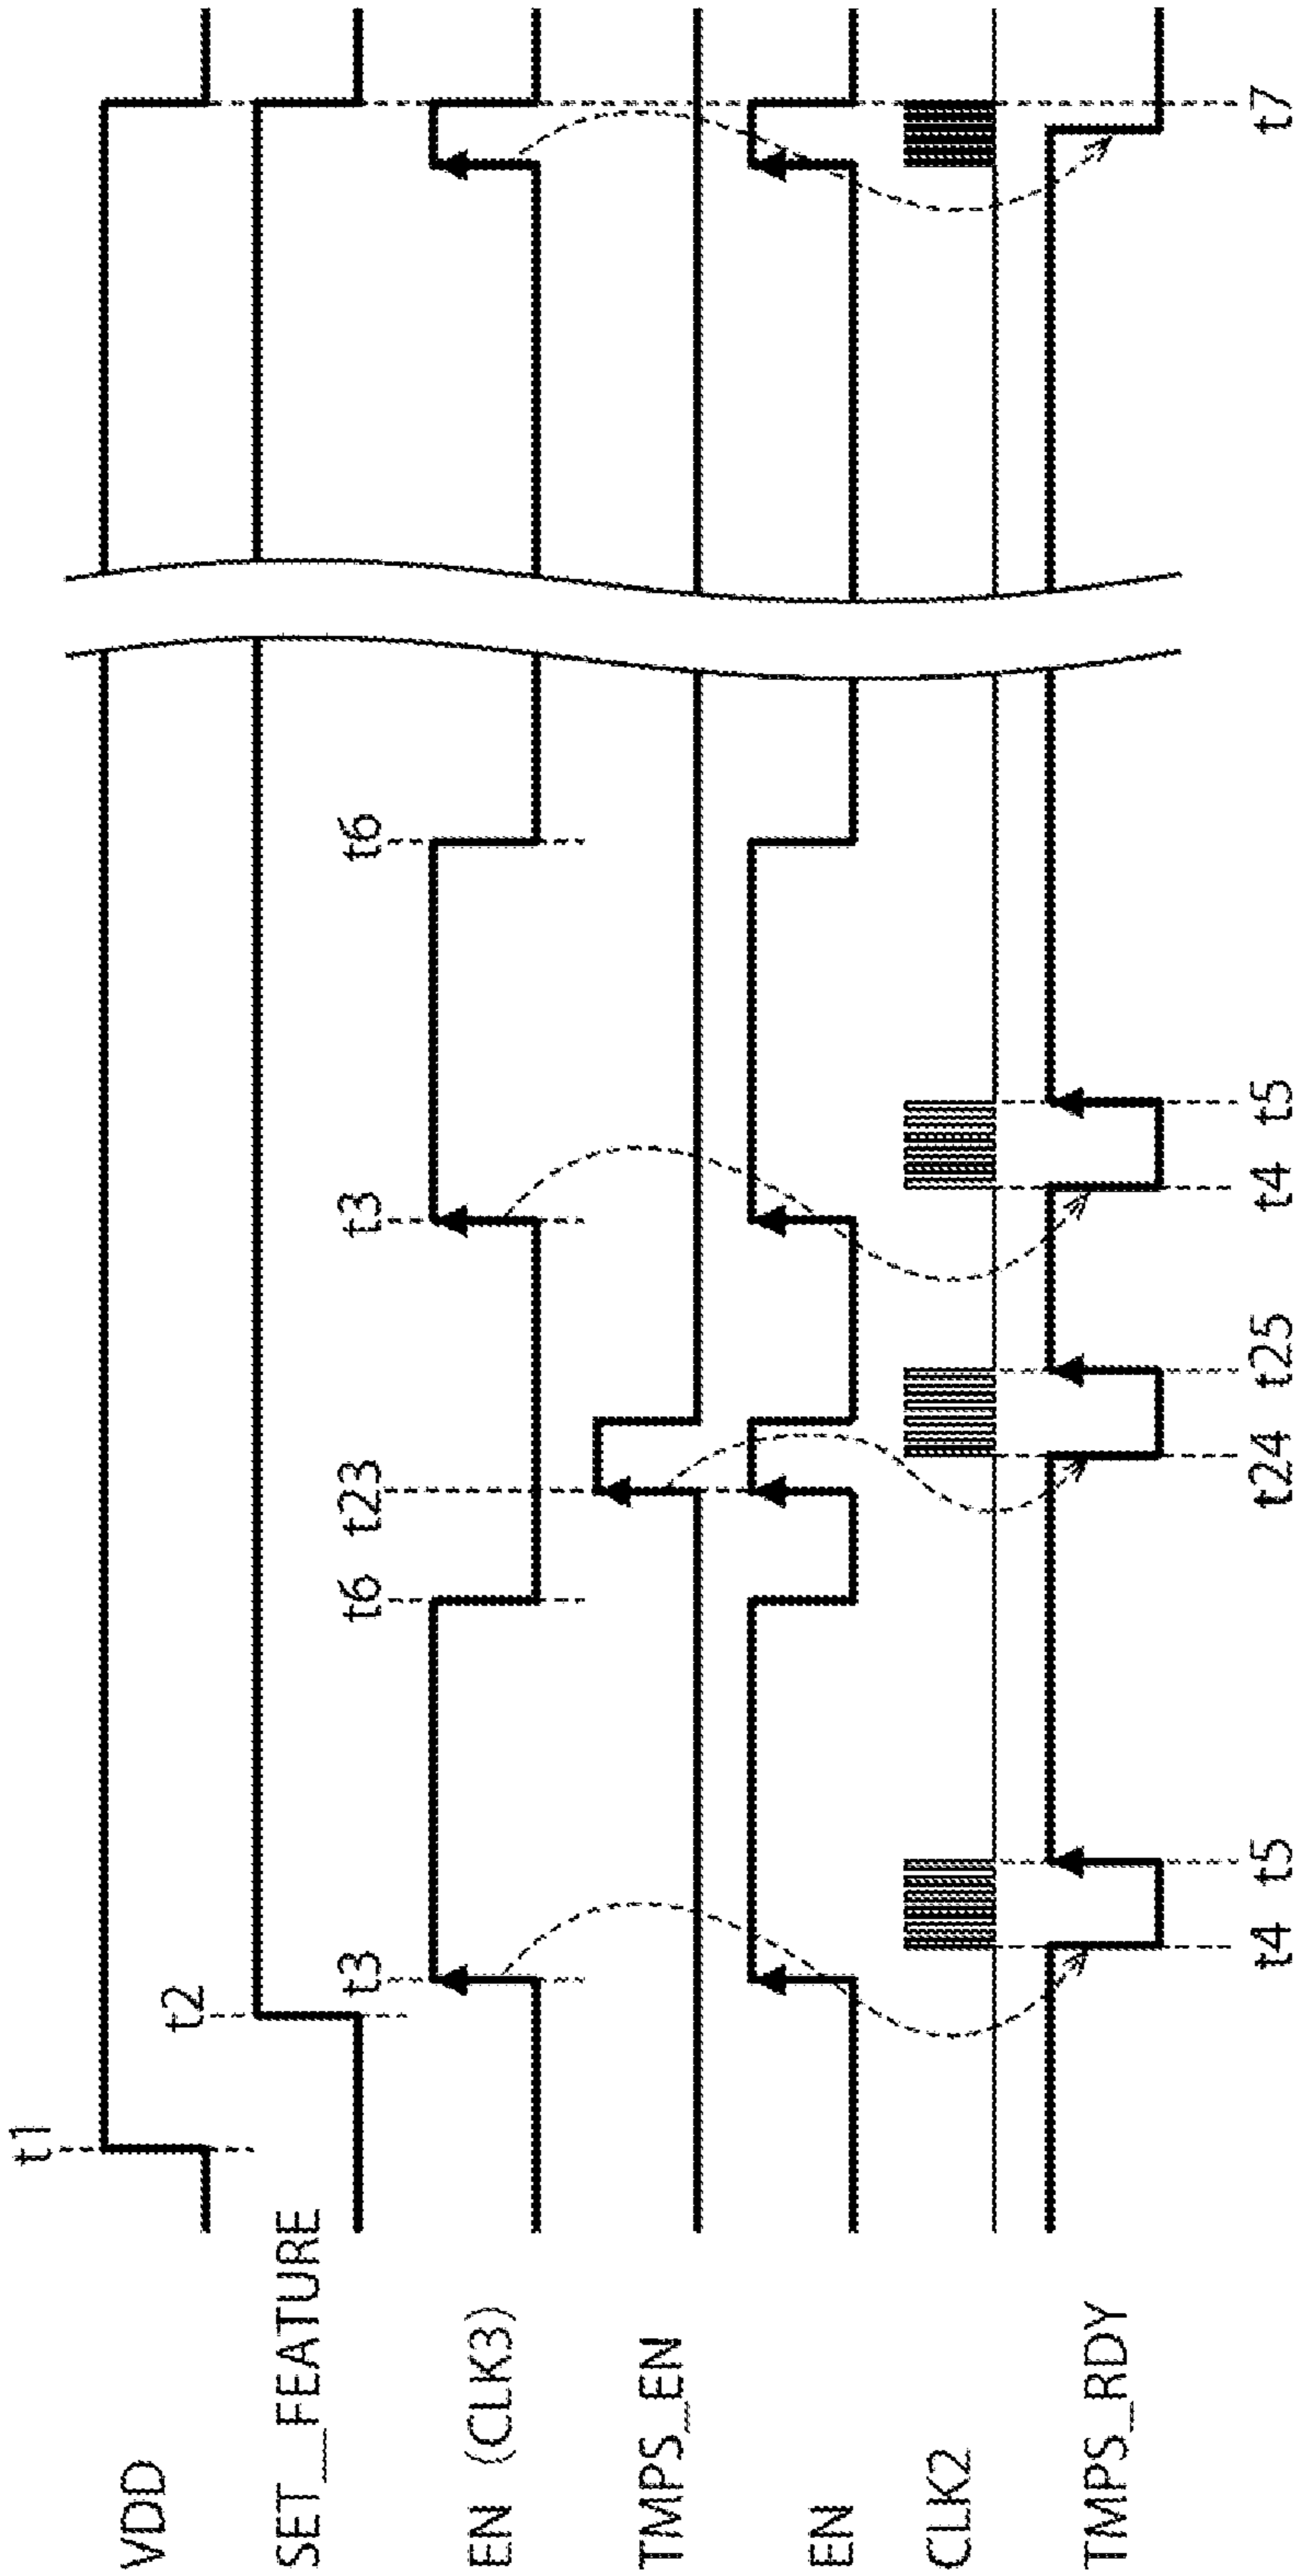 t1
VDD
t2
SET_FEATURE
t3
t6
t23
t3
t6
EN (CLK3)
TMPS_EN
EN
CLK2
TMPS_RDY
t4
t5
t24
t25
t4
t5
t7